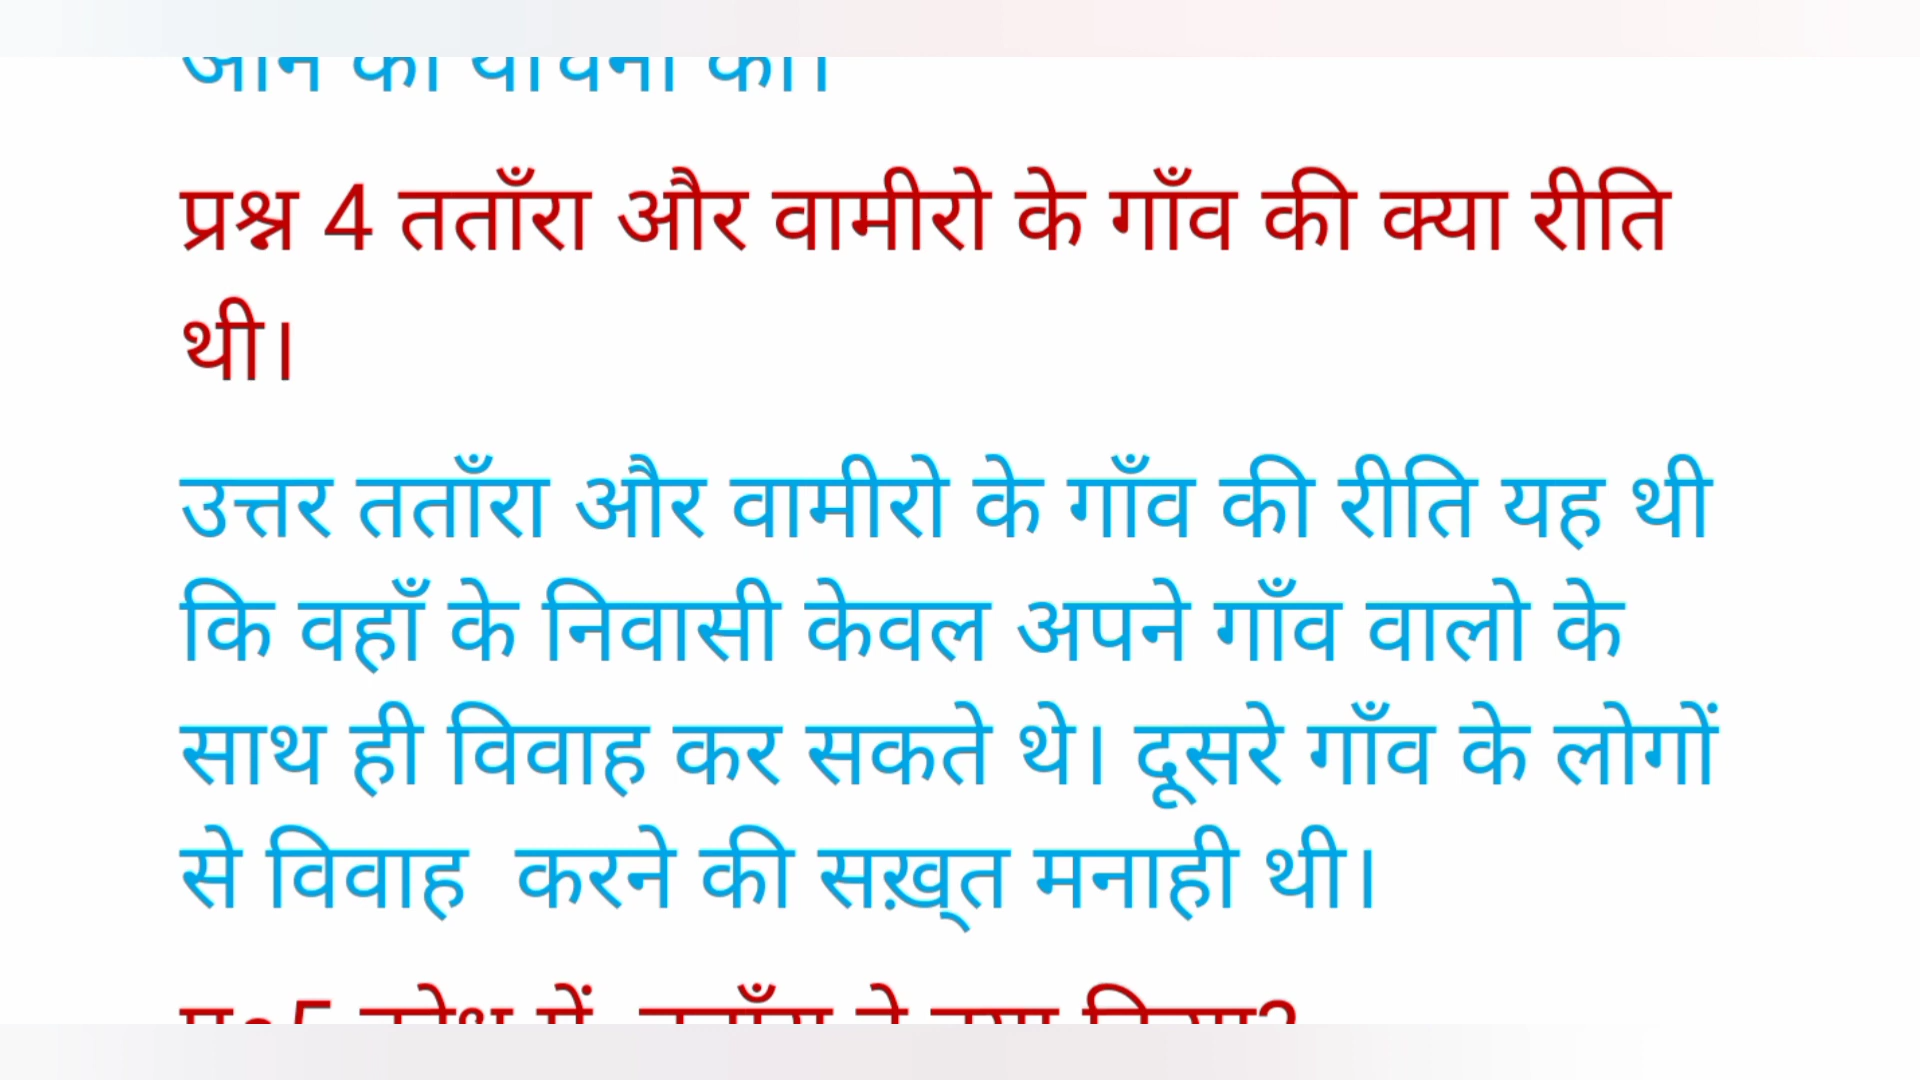 प्रश्न 4 तताँरा और वामीरो के गाँव की क्या रीति
थी।
उत्तर तताँरा और वामीरो के गाँव की रीति यह थी
कि वहाँ के निवासी केवल अपने गाँव वालो के
साथ ही विवाह कर सकते थे। दूसरे गाँव के लोगों
से विवाह  करने की सख़्त मनाही थी।